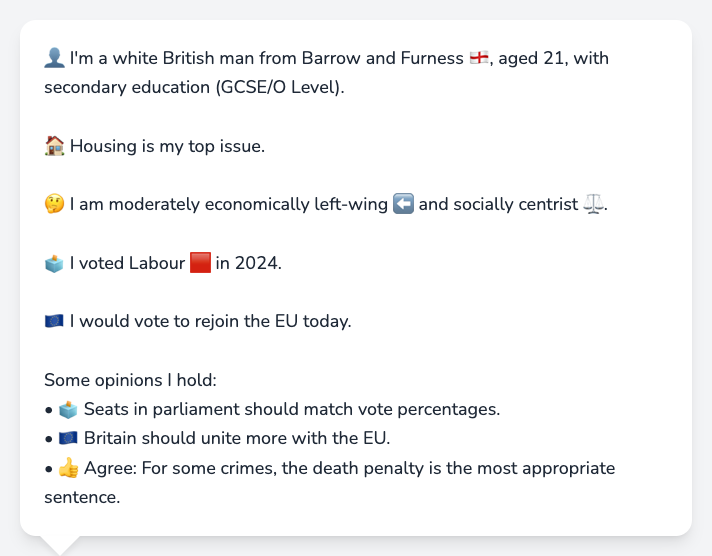 👤 I'm a white British man from Barrow and Furness 🏴󠁧󠁢󠁥󠁮󠁧󠁿, aged 21, with
secondary education (GCSE/O Level).
🏠 Housing is my top issue.
🤔 I am moderately economically left-wing ⬅️ and socially centrist ⚖️.
🗳️ I voted Labour 🟥 in 2024.
🇪🇺 I would vote to rejoin the EU today.
Some opinions I hold:
• 🗳️ Seats in parliament should match vote percentages.
• 🇪🇺 Britain should unite more with the EU.
• 👍 Agree: For some crimes, the death penalty is the most appropriate
sentence.